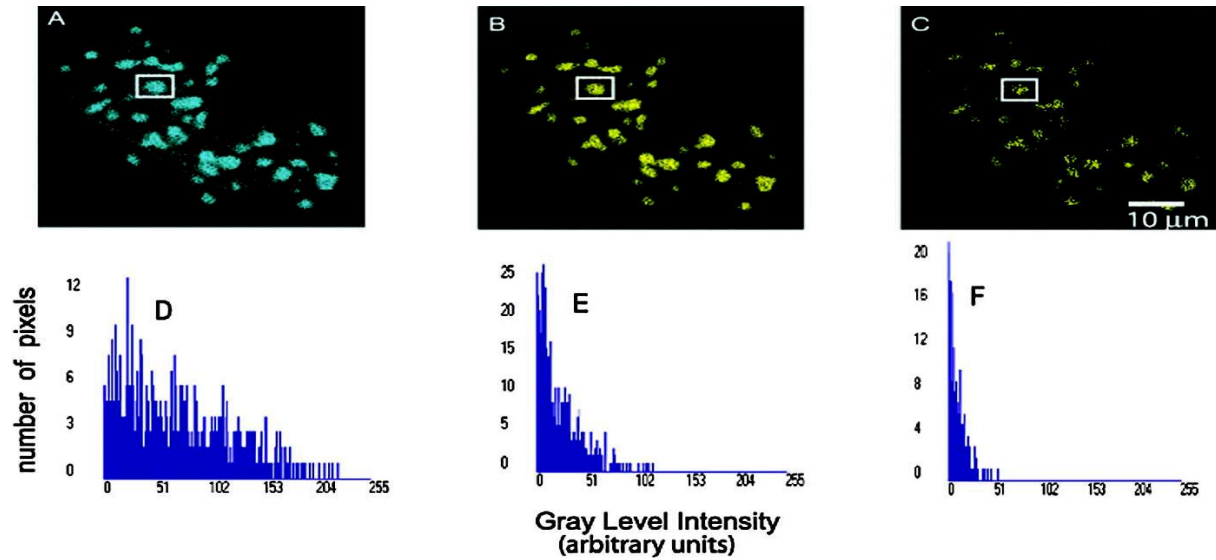 A
B
C
10 µm
number of pixels
12
9
6
3
0
D
0 51 102 153 204 255
25
20
15
10
5
0
E
0 51 102 153 204 255
20
16
12
8
4
0
F
0 51 102 153 204 255
Gray Level Intensity
(arbitrary units)